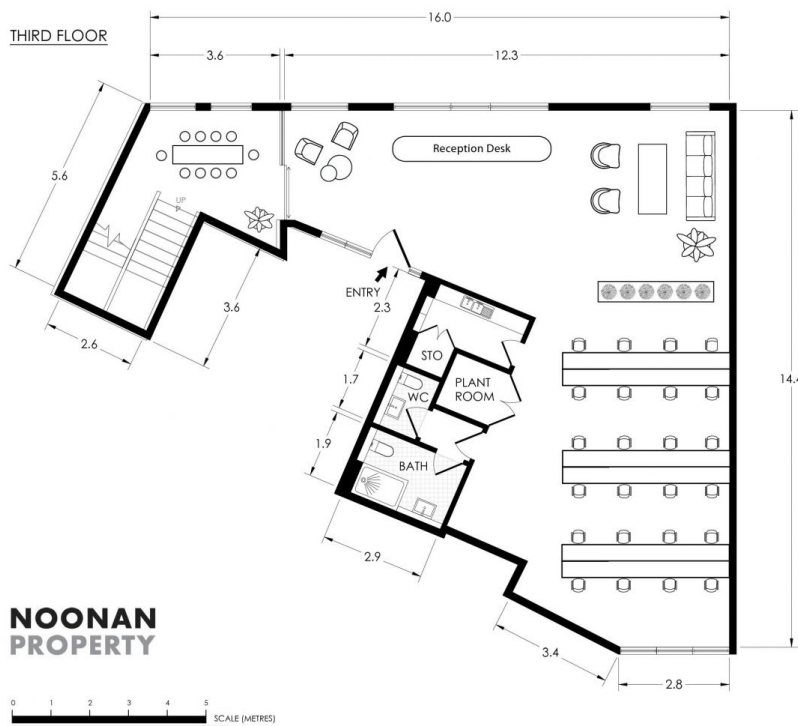 THIRD FLOOR
16.0
3.6
12.3
5.6
Reception Desk
UP
ENTRY
2.3
3.6
2.6
STO
PLANT
ROOM
1.7
WC
14.4
1.9
BATH
2.9
3.4
2.8
NOONAN
PROPERTY
0 1 2 3 4 5
SCALE (METRES)